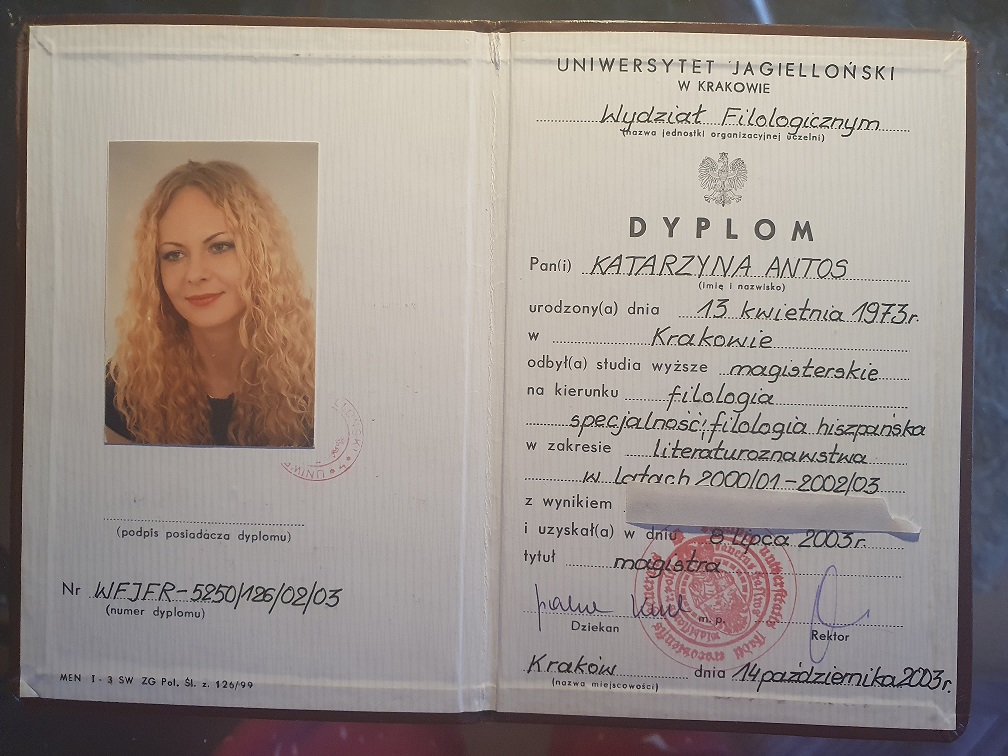 (podpis posiadacza dyplomu)
Nr WFJFR-5250/126/02/03
(numer dyplomu)
MEN I-3 SW ZG Pol. Śl. z. 126/99
UNIWERSYTET JAGIELLOŃSKI
W KRAKOWIE
Wydział Filologicznym
(nazwa jednostki organizacyjnej uczelni)
DYPLOM
Pan(i) KATARZYNA ANTOS
(imię i nazwisko)
urodzony(a) dnia 13 kwietnia 1973r.
w Krakowie
odbył(a) studia wyższe magisterskie
na kierunku filologia
specjalność: filologia hiszpańska
w zakresie literaturoznawstwa
w latach 2000/01-2002/03
z wynikiem
i uzyskał(a) w dniu 8 lipca 2003r.
tytuł magistra
m. p.
Dziekan
Rektor
Kraków dnia 14 października 2003r.
(nazwa miejscowości)